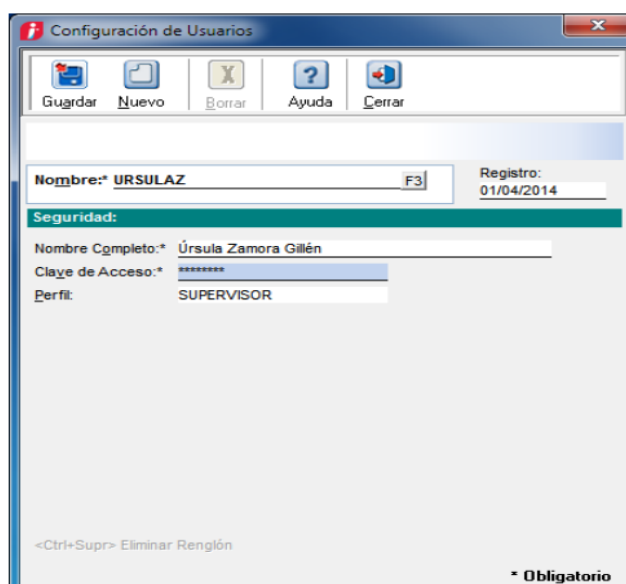 Configuración de Usuarios
Guardar Nuevo Borrar Ayuda Cerrar
Nombre:* URSULAZ F3
Registro:
01/04/2014
Seguridad:
Nombre Completo:* Úrsula Zamora Gillén
Clave de Acceso:* ********
Perfil: SUPERVISOR
<Ctrl+Supr> Eliminar Renglón
* Obligatorio